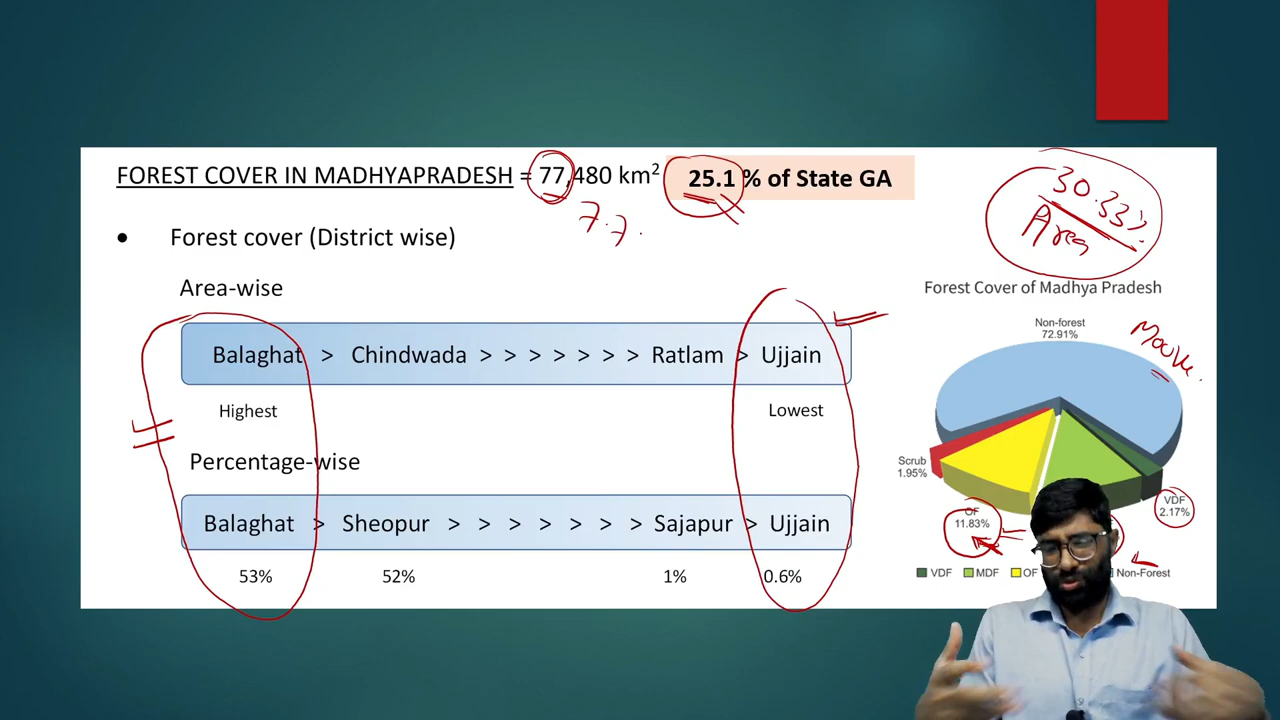 FOREST COVER IN MADHYAPRADESH = 77,480 km²
25.1 % of State GA
7.7
30.33%
Area
• Forest cover (District wise)
Area-wise
Balaghat > Chindwada > > > > > > > Ratlam > Ujjain
Highest
Lowest
Percentage-wise
Balaghat > Sheopur > > > > > > > Sajapur > Ujjain
53%
52%
1%
0.6%
Forest Cover of Madhya Pradesh
Non-forest
72.91%
Scrub
1.95%
OF
11.83%
VDF
2.17%
VDF
MDF
OF
Non-Forest